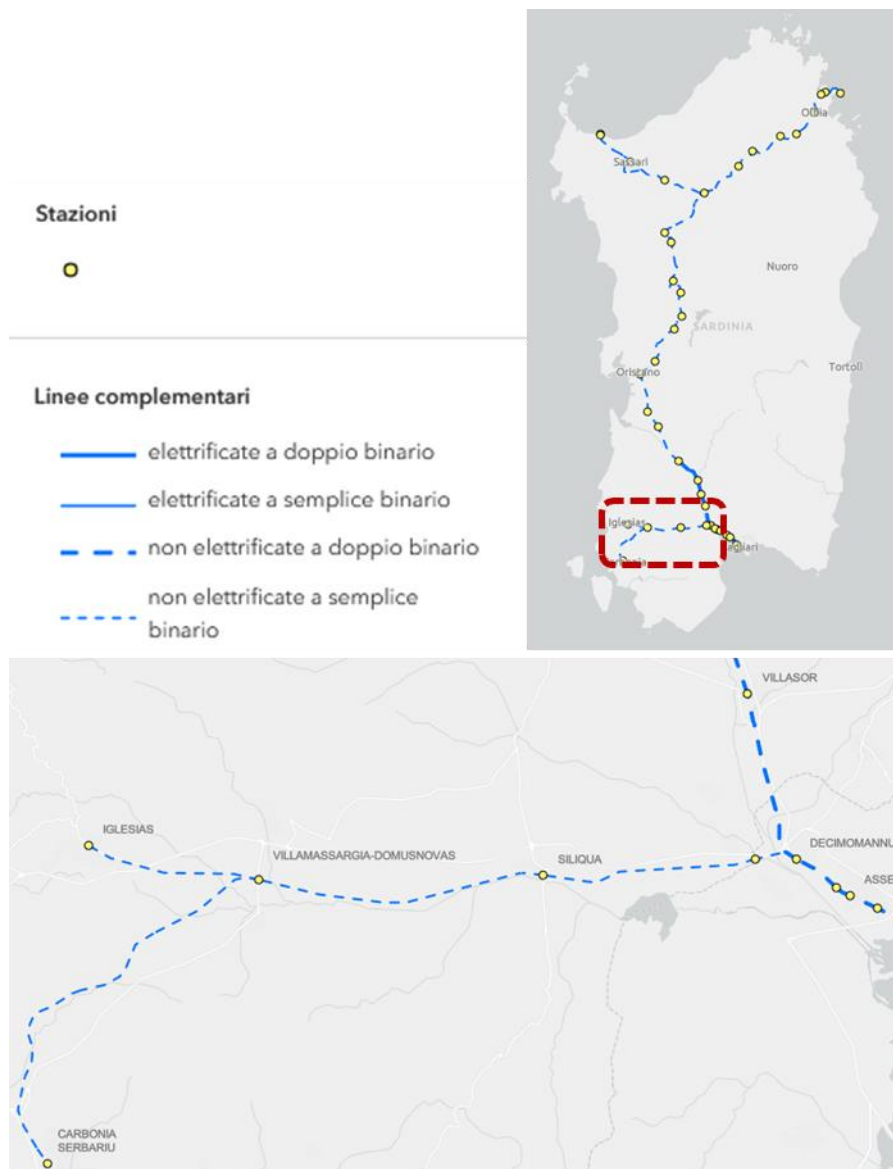 Stazioni
Linee complementari
elettrificate a doppio binario
elettrificate a semplice binario
non elettrificate a doppio binario
non elettrificate a semplice
binario
Olbia
Sassari
Nuoro
SARDINIA
Oristano
Tortolì
Iglesias
VILLASOR
IGLESIAS
VILLAMASSARGIA-DOMUSNOVAS
SILIQUA
DECIMOMANNU
ASSE
CARBONIA
SERBARIU